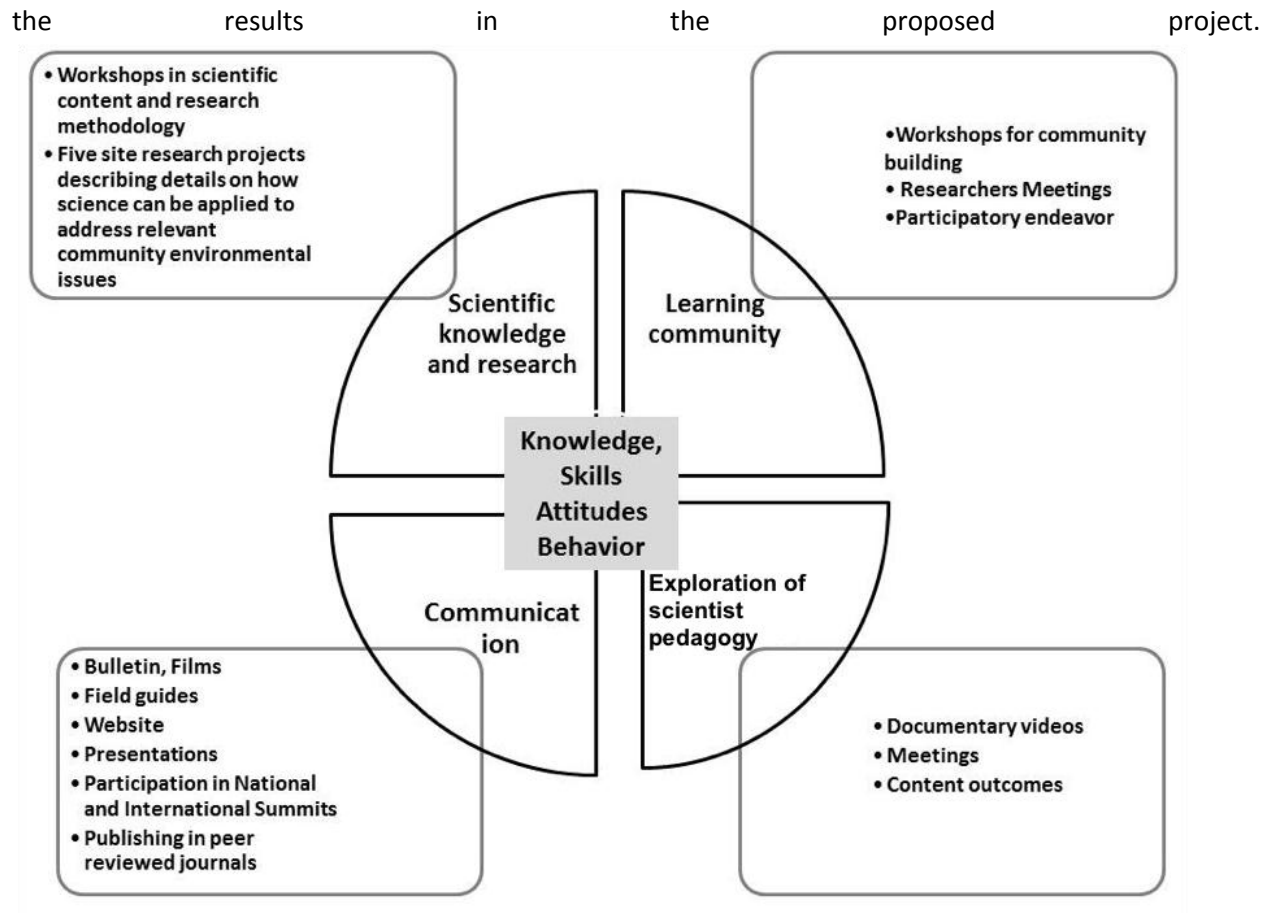 the results in the proposed project.
• Workshops in scientific
content and research
methodology
• Five site research projects
describing details on how
science can be applied to
address relevant
community environmental
issues
•Workshops for community
building
• Researchers Meetings
•Participatory endeavor
Scientific
knowledge
and research
Learning
community
Knowledge,
Skills
Attitudes
Behavior
Communicat
ion
Exploration of
scientist
pedagogy
• Bulletin, Films
• Field guides
• Website
• Presentations
• Participation in National
and International Summits
• Publishing in peer
reviewed journals
• Documentary videos
• Meetings
• Content outcomes